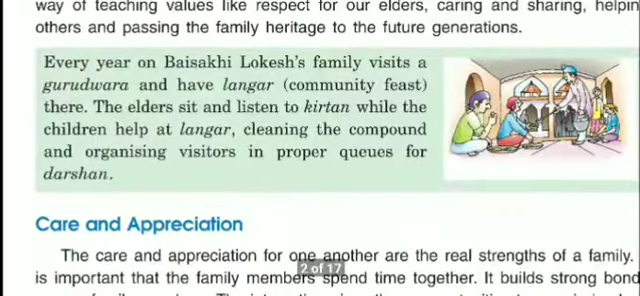 way of teaching values like respect for our elders, caring and sharing, helpin
others and passing the family heritage to the future generations.
Every year on Baisakhi Lokesh's family visits a
gurudwara and have langar (community feast)
there. The elders sit and listen to kirtan while the
children help at langar, cleaning the compound
and organising visitors in proper queues for
darshan.
Care and Appreciation
The care and appreciation for one another are the real strengths of a family.
is important that the family members spend time together. It builds strong bond
2 of 17